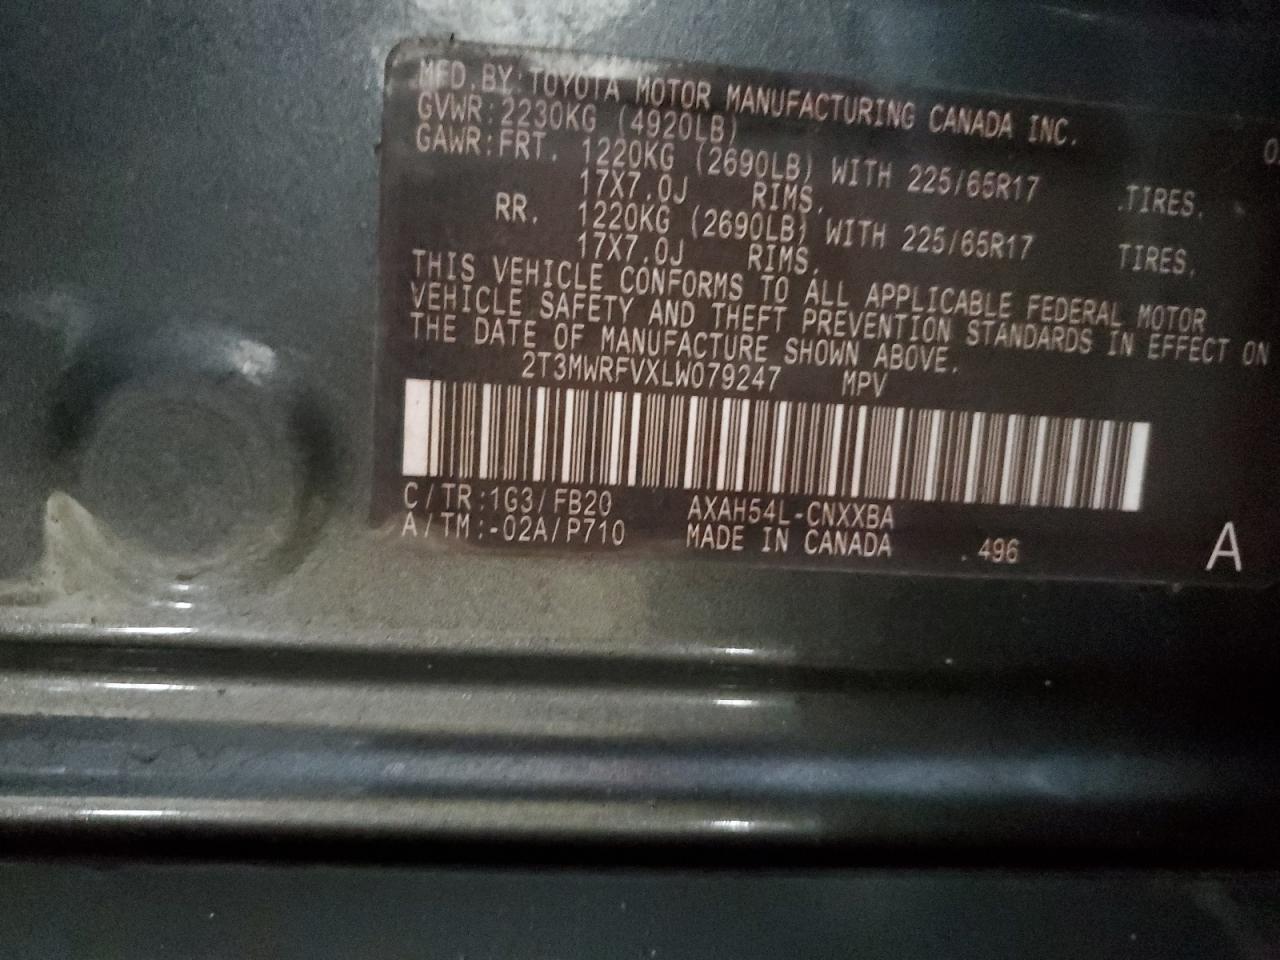 MFD. BY: TOYOTA MOTOR MANUFACTURING CANADA INC.
GVWR: 2230KG (4920LB)
GAWR: FRT. 1220KG (2690LB) WITH 225/65R17 TIRES.
17X7.0J RIMS.
RR. 1220KG (2690LB) WITH 225/65R17 TIRES.
17X7.0J RIMS.
THIS VEHICLE CONFORMS TO ALL APPLICABLE FEDERAL MOTOR
VEHICLE SAFETY AND THEFT PREVENTION STANDARDS IN EFFECT ON
THE DATE OF MANUFACTURE SHOWN ABOVE.
2T3MWRFVXLW079247 MPV
C/TR: 1G3/FB20 AXAH54L-CNXXBA
A/TM: -02A/P710 MADE IN CANADA 496 A